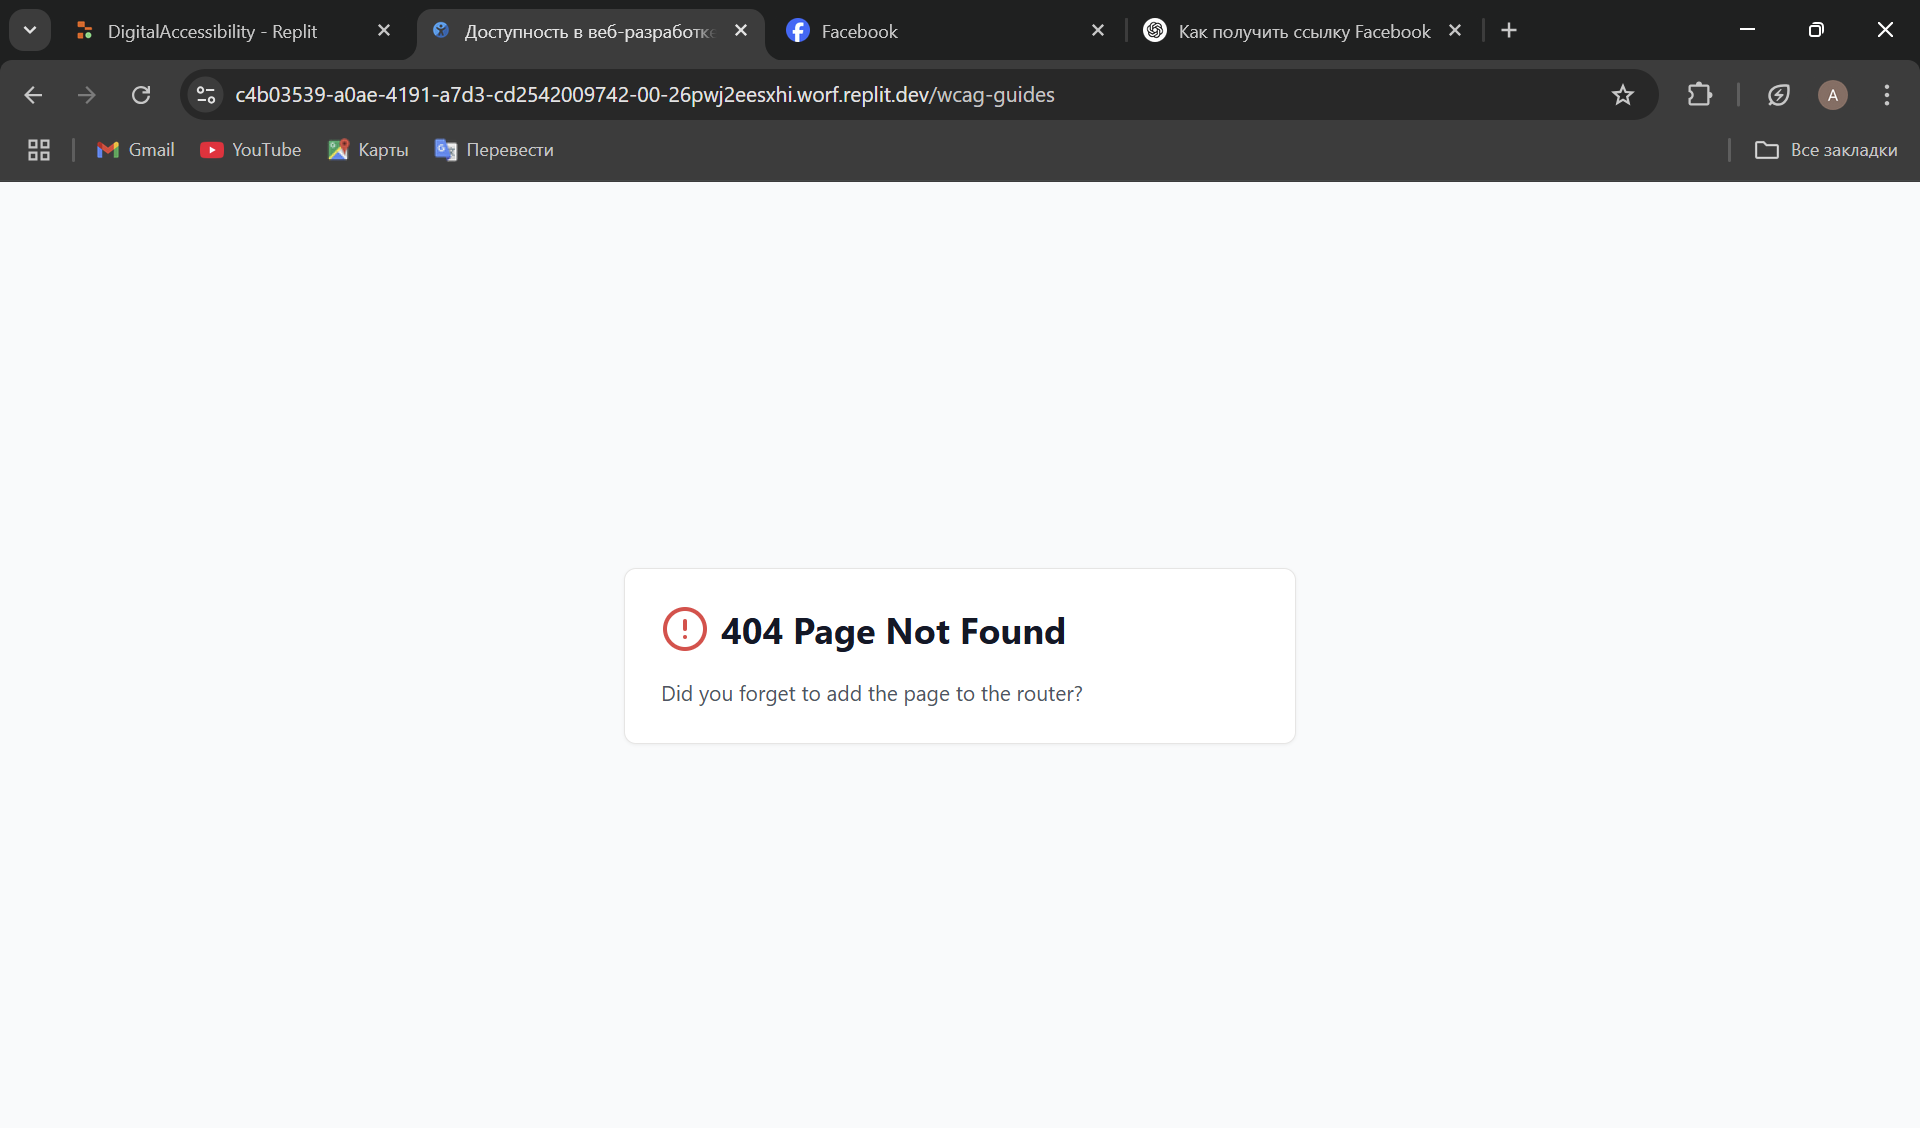 DigitalAccessibility - Replit
Доступность в веб-разработке
Facebook
Как получить ссылку Facebook
c4b03539-a0ae-4191-a7d3-cd2542009742-00-26pwj2eesxhi.worf.replit.dev/wcag-guides
A
Gmail
YouTube
Карты
Перевести
Все закладки
404 Page Not Found
Did you forget to add the page to the router?